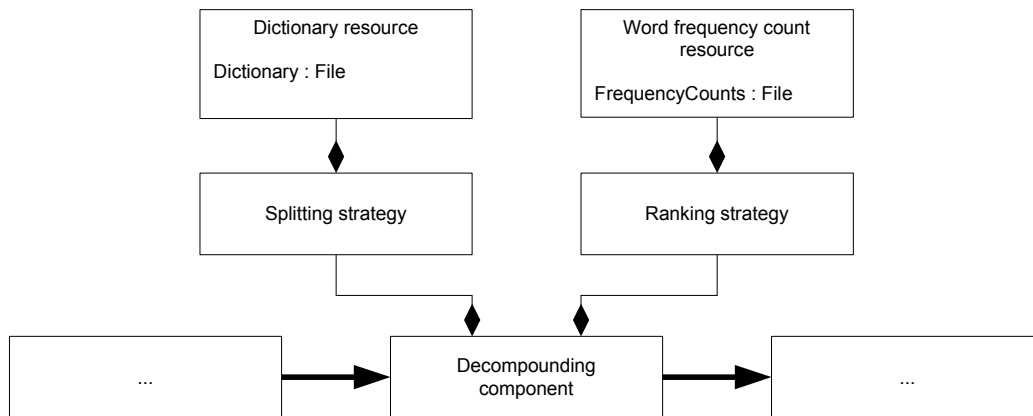 Dictionary resource
Dictionary : File
Word frequency count
resource
FrequencyCounts : File
Splitting strategy
Ranking strategy
...
Decompounding
component
...